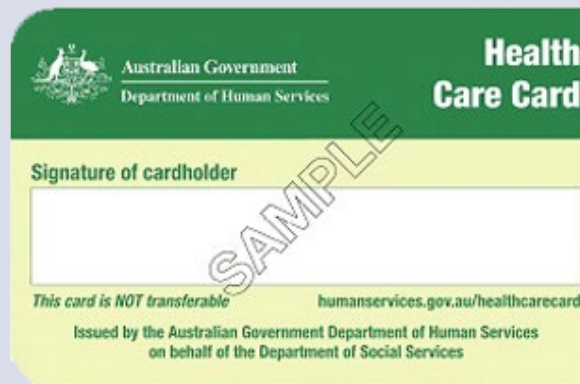 Australian Government
Department of Human Services
Health
Care Card
SAMPLE
Signature of cardholder
This card is NOT transferable
humanservices.gov.au/healthcarecard
Issued by the Australian Government Department of Human Services
on behalf of the Department of Social Services